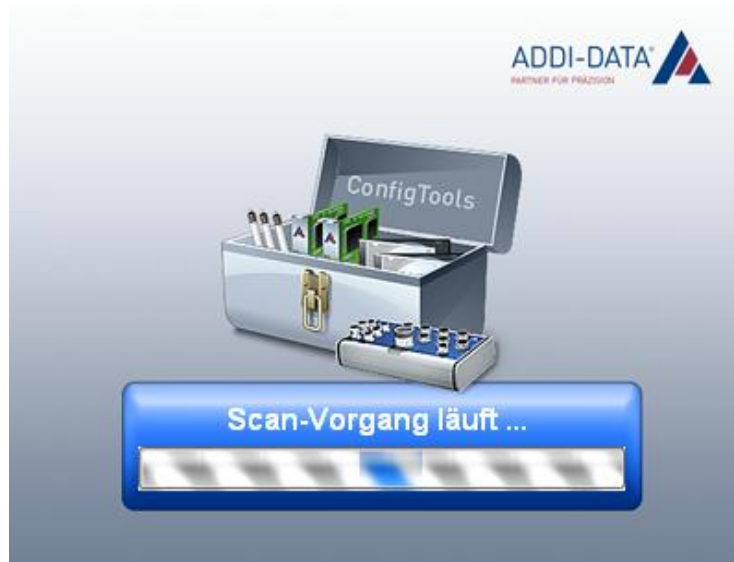 ADDI-DATA®
PARTNER FÜR PRÄZISION
ConfigTools
Scan-Vorgang läuft ...